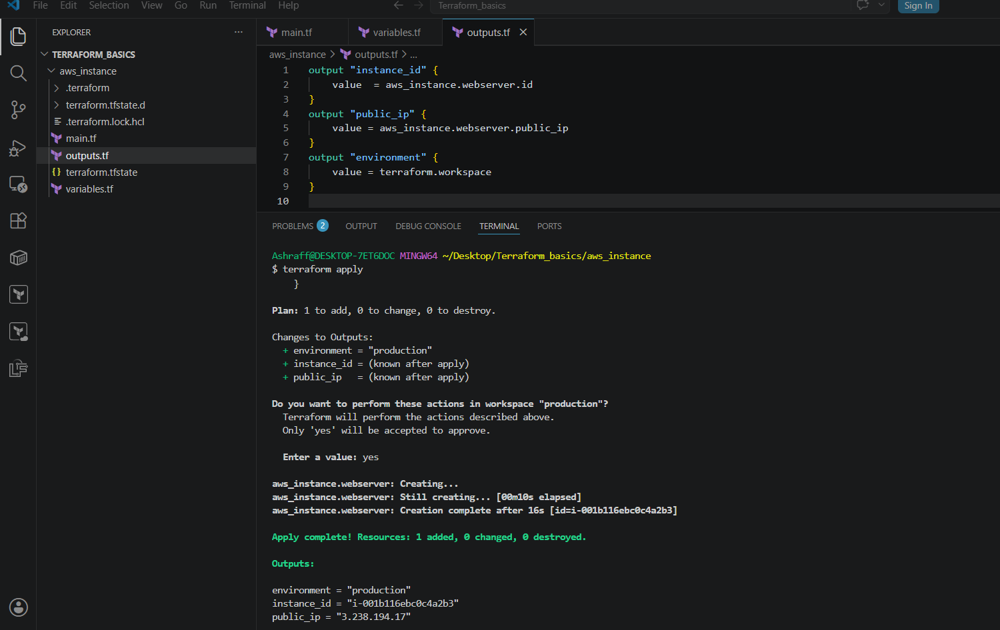 File Edit Selection View Go Run Terminal Help
Terraform_basics
Sign In
EXPLORER
TERRAFORM_BASICS
aws_instance
.terraform
terraform.tfstate.d
.terraform.lock.hcl
main.tf
outputs.tf
terraform.tfstate
variables.tf
main.tf variables.tf outputs.tf
aws_instance > outputs.tf > ...
1 output "instance_id" {
2 value  = aws_instance.webserver.id
3 }
4 output "public_ip" {
5 value = aws_instance.webserver.public_ip
6 }
7 output "environment" {
8 value = terraform.workspace
9 }
10
PROBLEMS 2 OUTPUT DEBUG CONSOLE TERMINAL PORTS
Ashraff@DESKTOP-7ET6DOC MINGW64 ~/Desktop/Terraform_basics/aws_instance
$ terraform apply
}
Plan: 1 to add, 0 to change, 0 to destroy.
Changes to Outputs:
+ environment = "production"
+ instance_id = (known after apply)
+ public_ip   = (known after apply)
Do you want to perform these actions in workspace "production"?
Terraform will perform the actions described above.
Only 'yes' will be accepted to approve.
Enter a value: yes
aws_instance.webserver: Creating...
aws_instance.webserver: Still creating... [00m10s elapsed]
aws_instance.webserver: Creation complete after 16s [id=i-001b116ebc0c4a2b3]
Apply complete! Resources: 1 added, 0 changed, 0 destroyed.
Outputs:
environment = "production"
instance_id = "i-001b116ebc0c4a2b3"
public_ip = "3.238.194.17"